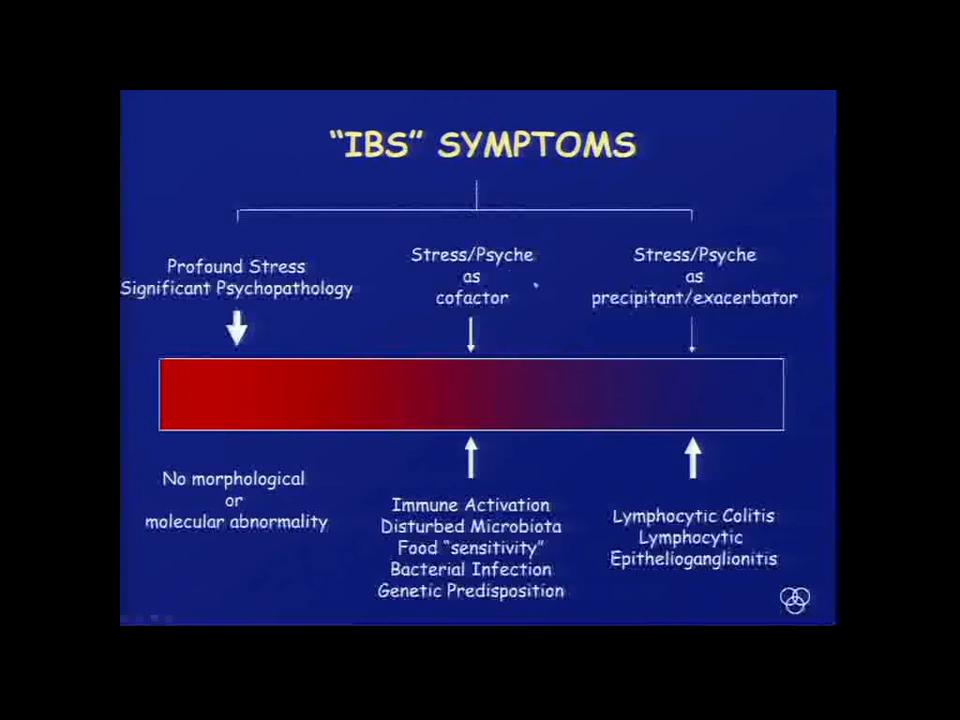 “IBS” SYMPTOMS
Profound Stress
Significant Psychopathology
Stress/Psyche
as
cofactor
Stress/Psyche
as
precipitant/exacerbator
No morphological
or
molecular abnormality
Immune Activation
Disturbed Microbiota
Food “sensitivity”
Bacterial Infection
Genetic Predisposition
Lymphocytic Colitis
Lymphocytic
Epithelioganglionitis